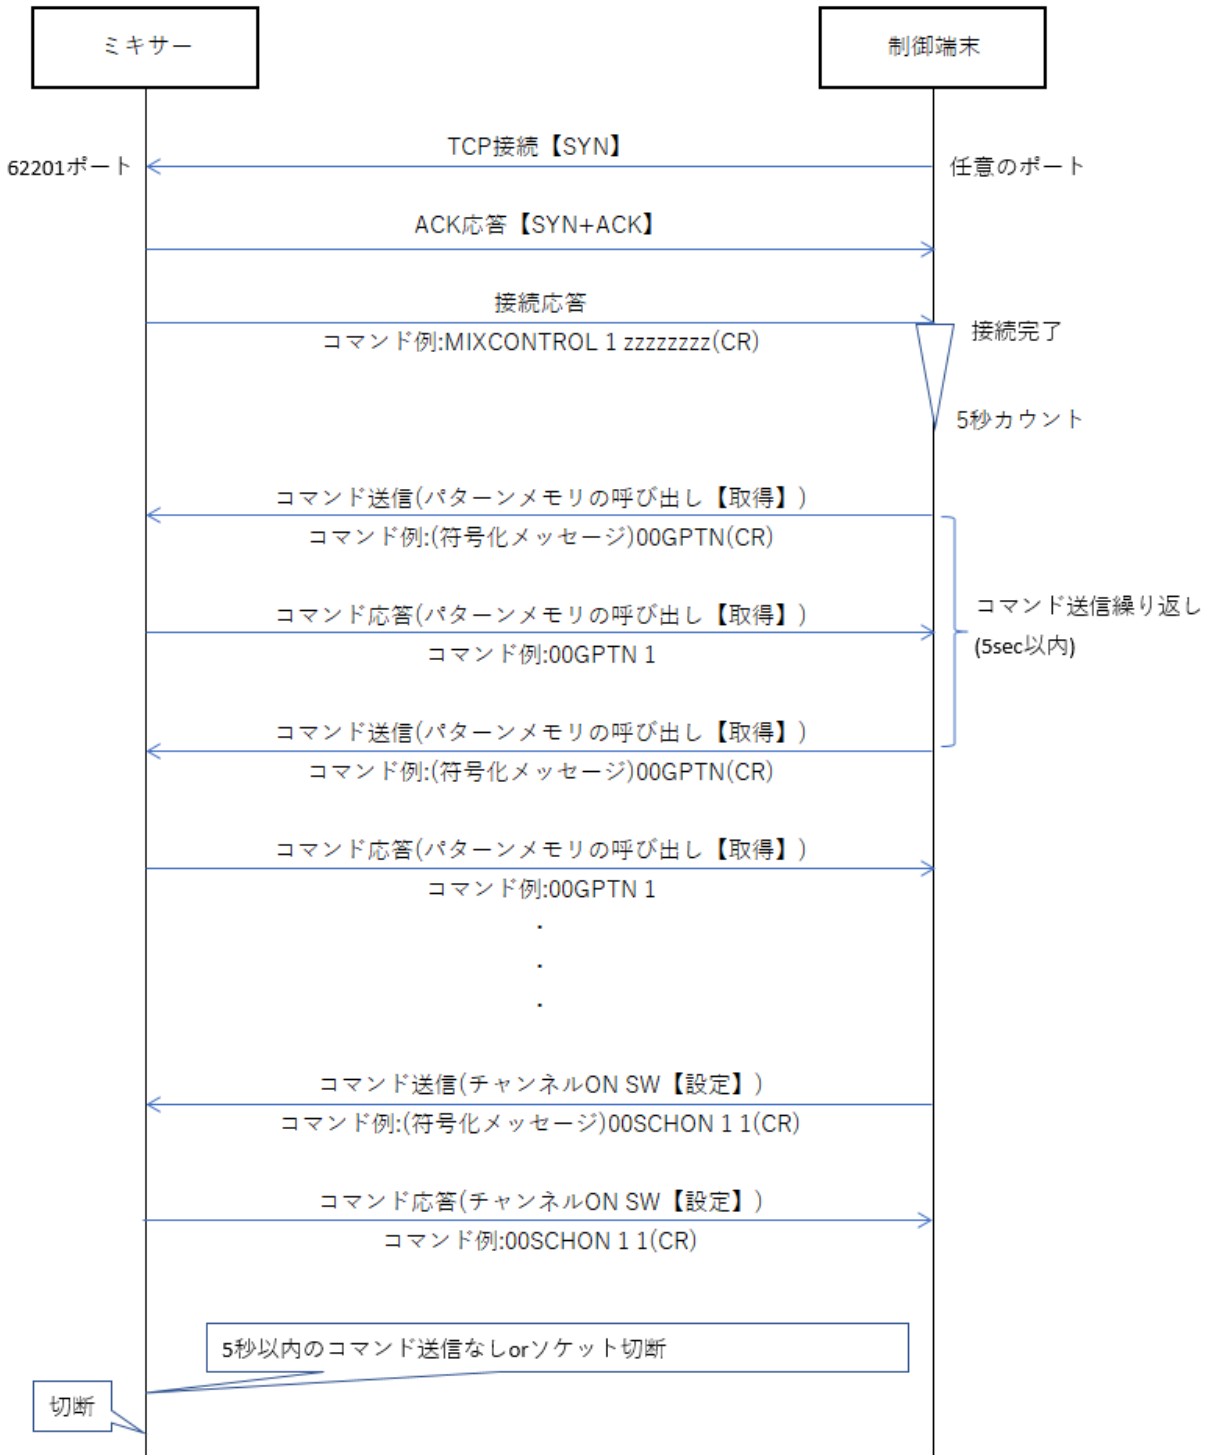 ミキサー
制御端末
TCP接続【SYN】
62201ポート
任意のポート
ACK応答【SYN+ACK】
接続応答
コマンド例:MIXCONTROL 1 zzzzzzzz(CR)
接続完了
5秒カウント
コマンド送信(パターンメモリの呼び出し【取得】)
コマンド例:(符号化メッセージ)00GPTN(CR)
コマンド送信繰り返し
(5sec以内)
コマンド応答(パターンメモリの呼び出し【取得】)
コマンド例:00GPTN 1
コマンド送信(パターンメモリの呼び出し【取得】)
コマンド例:(符号化メッセージ)00GPTN(CR)
コマンド応答(パターンメモリの呼び出し【取得】)
コマンド例:00GPTN 1
・
・
・
コマンド送信(チャンネルON SW【設定】)
コマンド例:(符号化メッセージ)00SCHON 1 1(CR)
コマンド応答(チャンネルON SW【設定】)
コマンド例:00SCHON 1 1(CR)
5秒以内のコマンド送信なしorソケット切断
切断